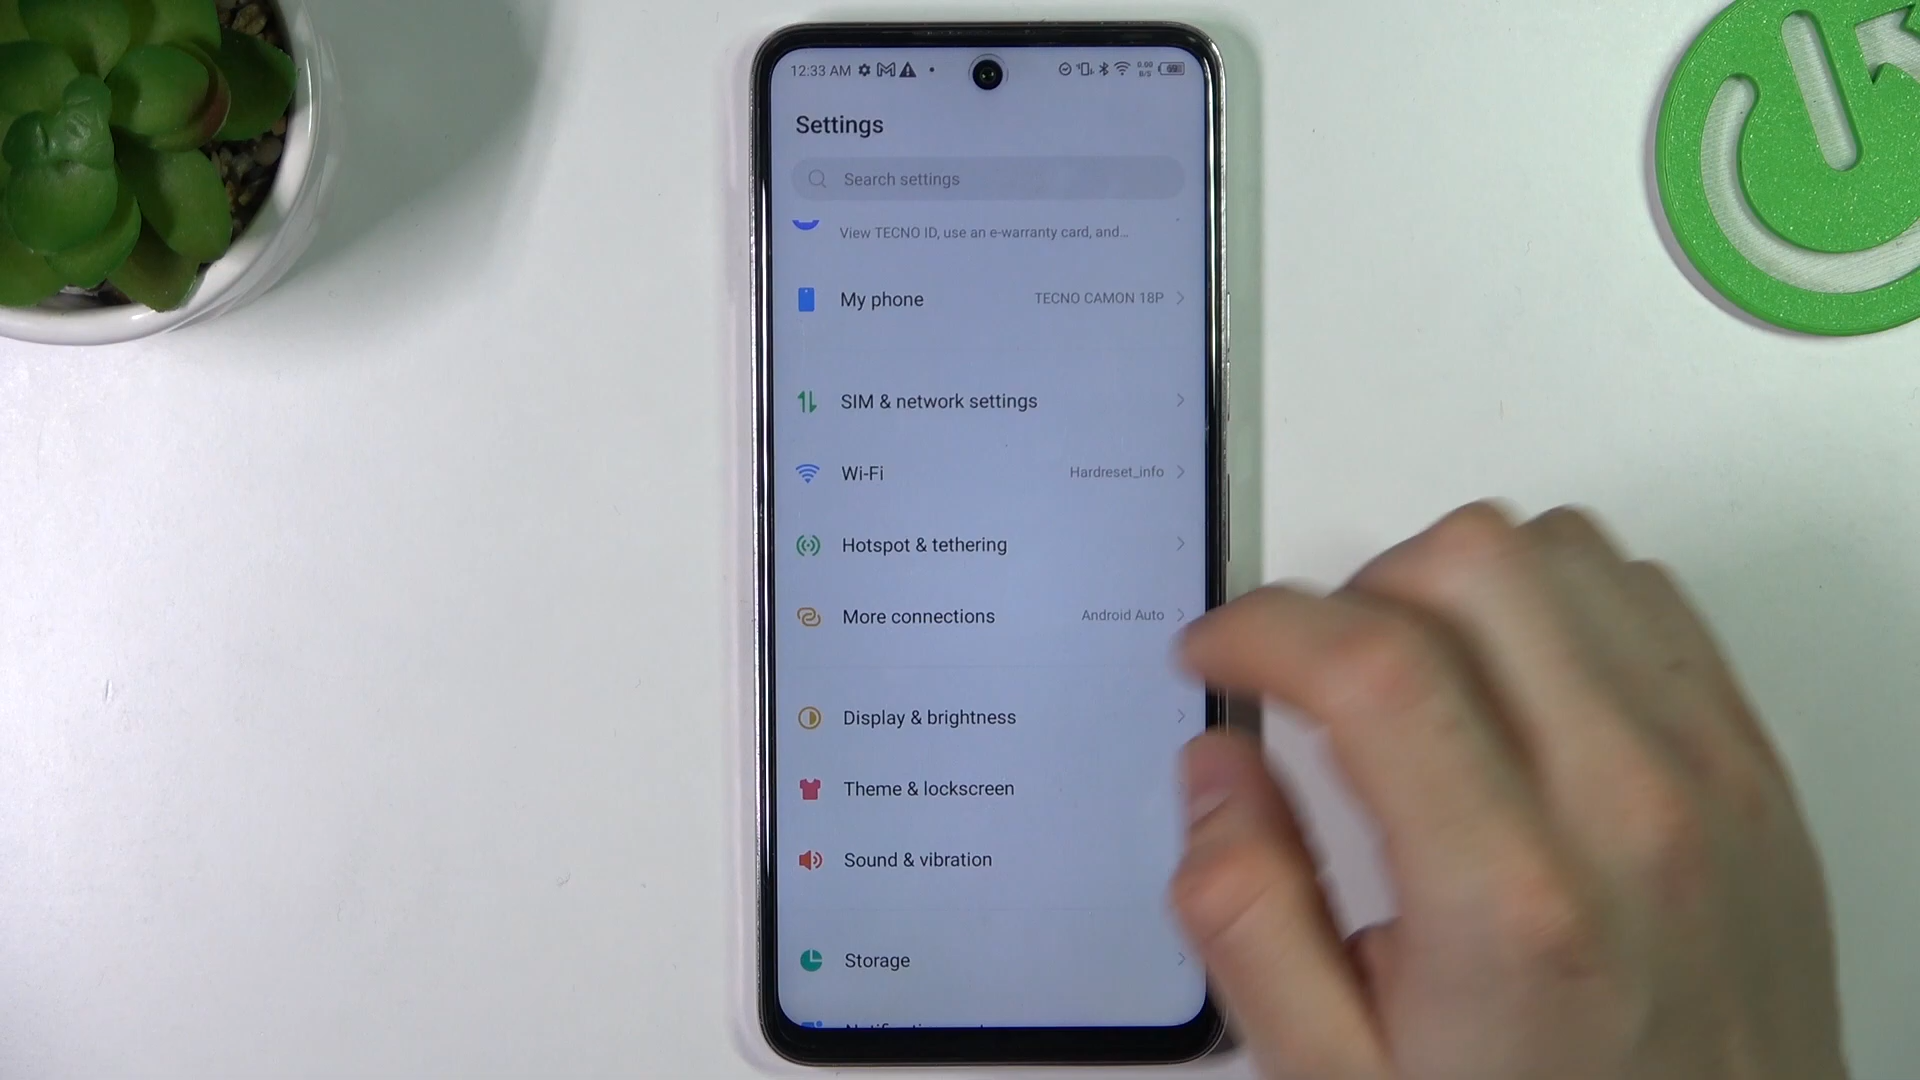 12:33 AM
Settings
Search settings
View TECNO ID, use an e-warranty card, and...
My phone TECNO CAMON 18P
SIM & network settings
Wi-Fi Hardreset_info
Hotspot & tethering
More connections Android Auto
Display & brightness
Theme & lockscreen
Sound & vibration
Storage